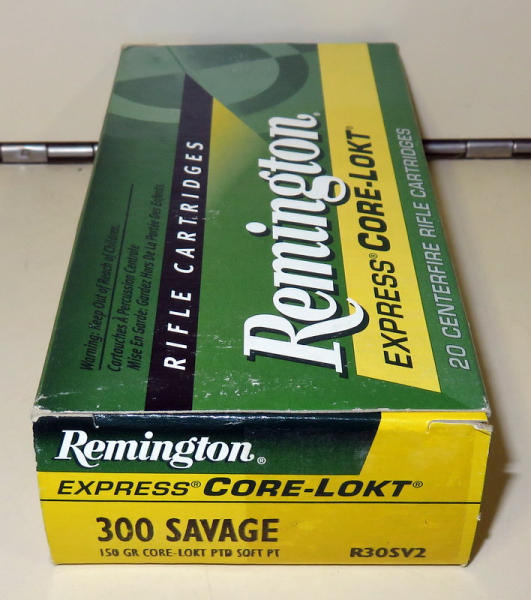 Warning: Keep Out of Reach of Children.
Cartouches À Percussion Centrale
Mise En Garde: Gardez Hors De La Portée Des Enfants.
RIFLE CARTRIDGES
Remington®
EXPRESS® CORE-LOKT®
20 CENTERFIRE RIFLE CARTRIDGES
Remington®
EXPRESS® CORE-LOKT®
300 SAVAGE
150 GR CORE-LOKT PTD SOFT PT
R30SV2